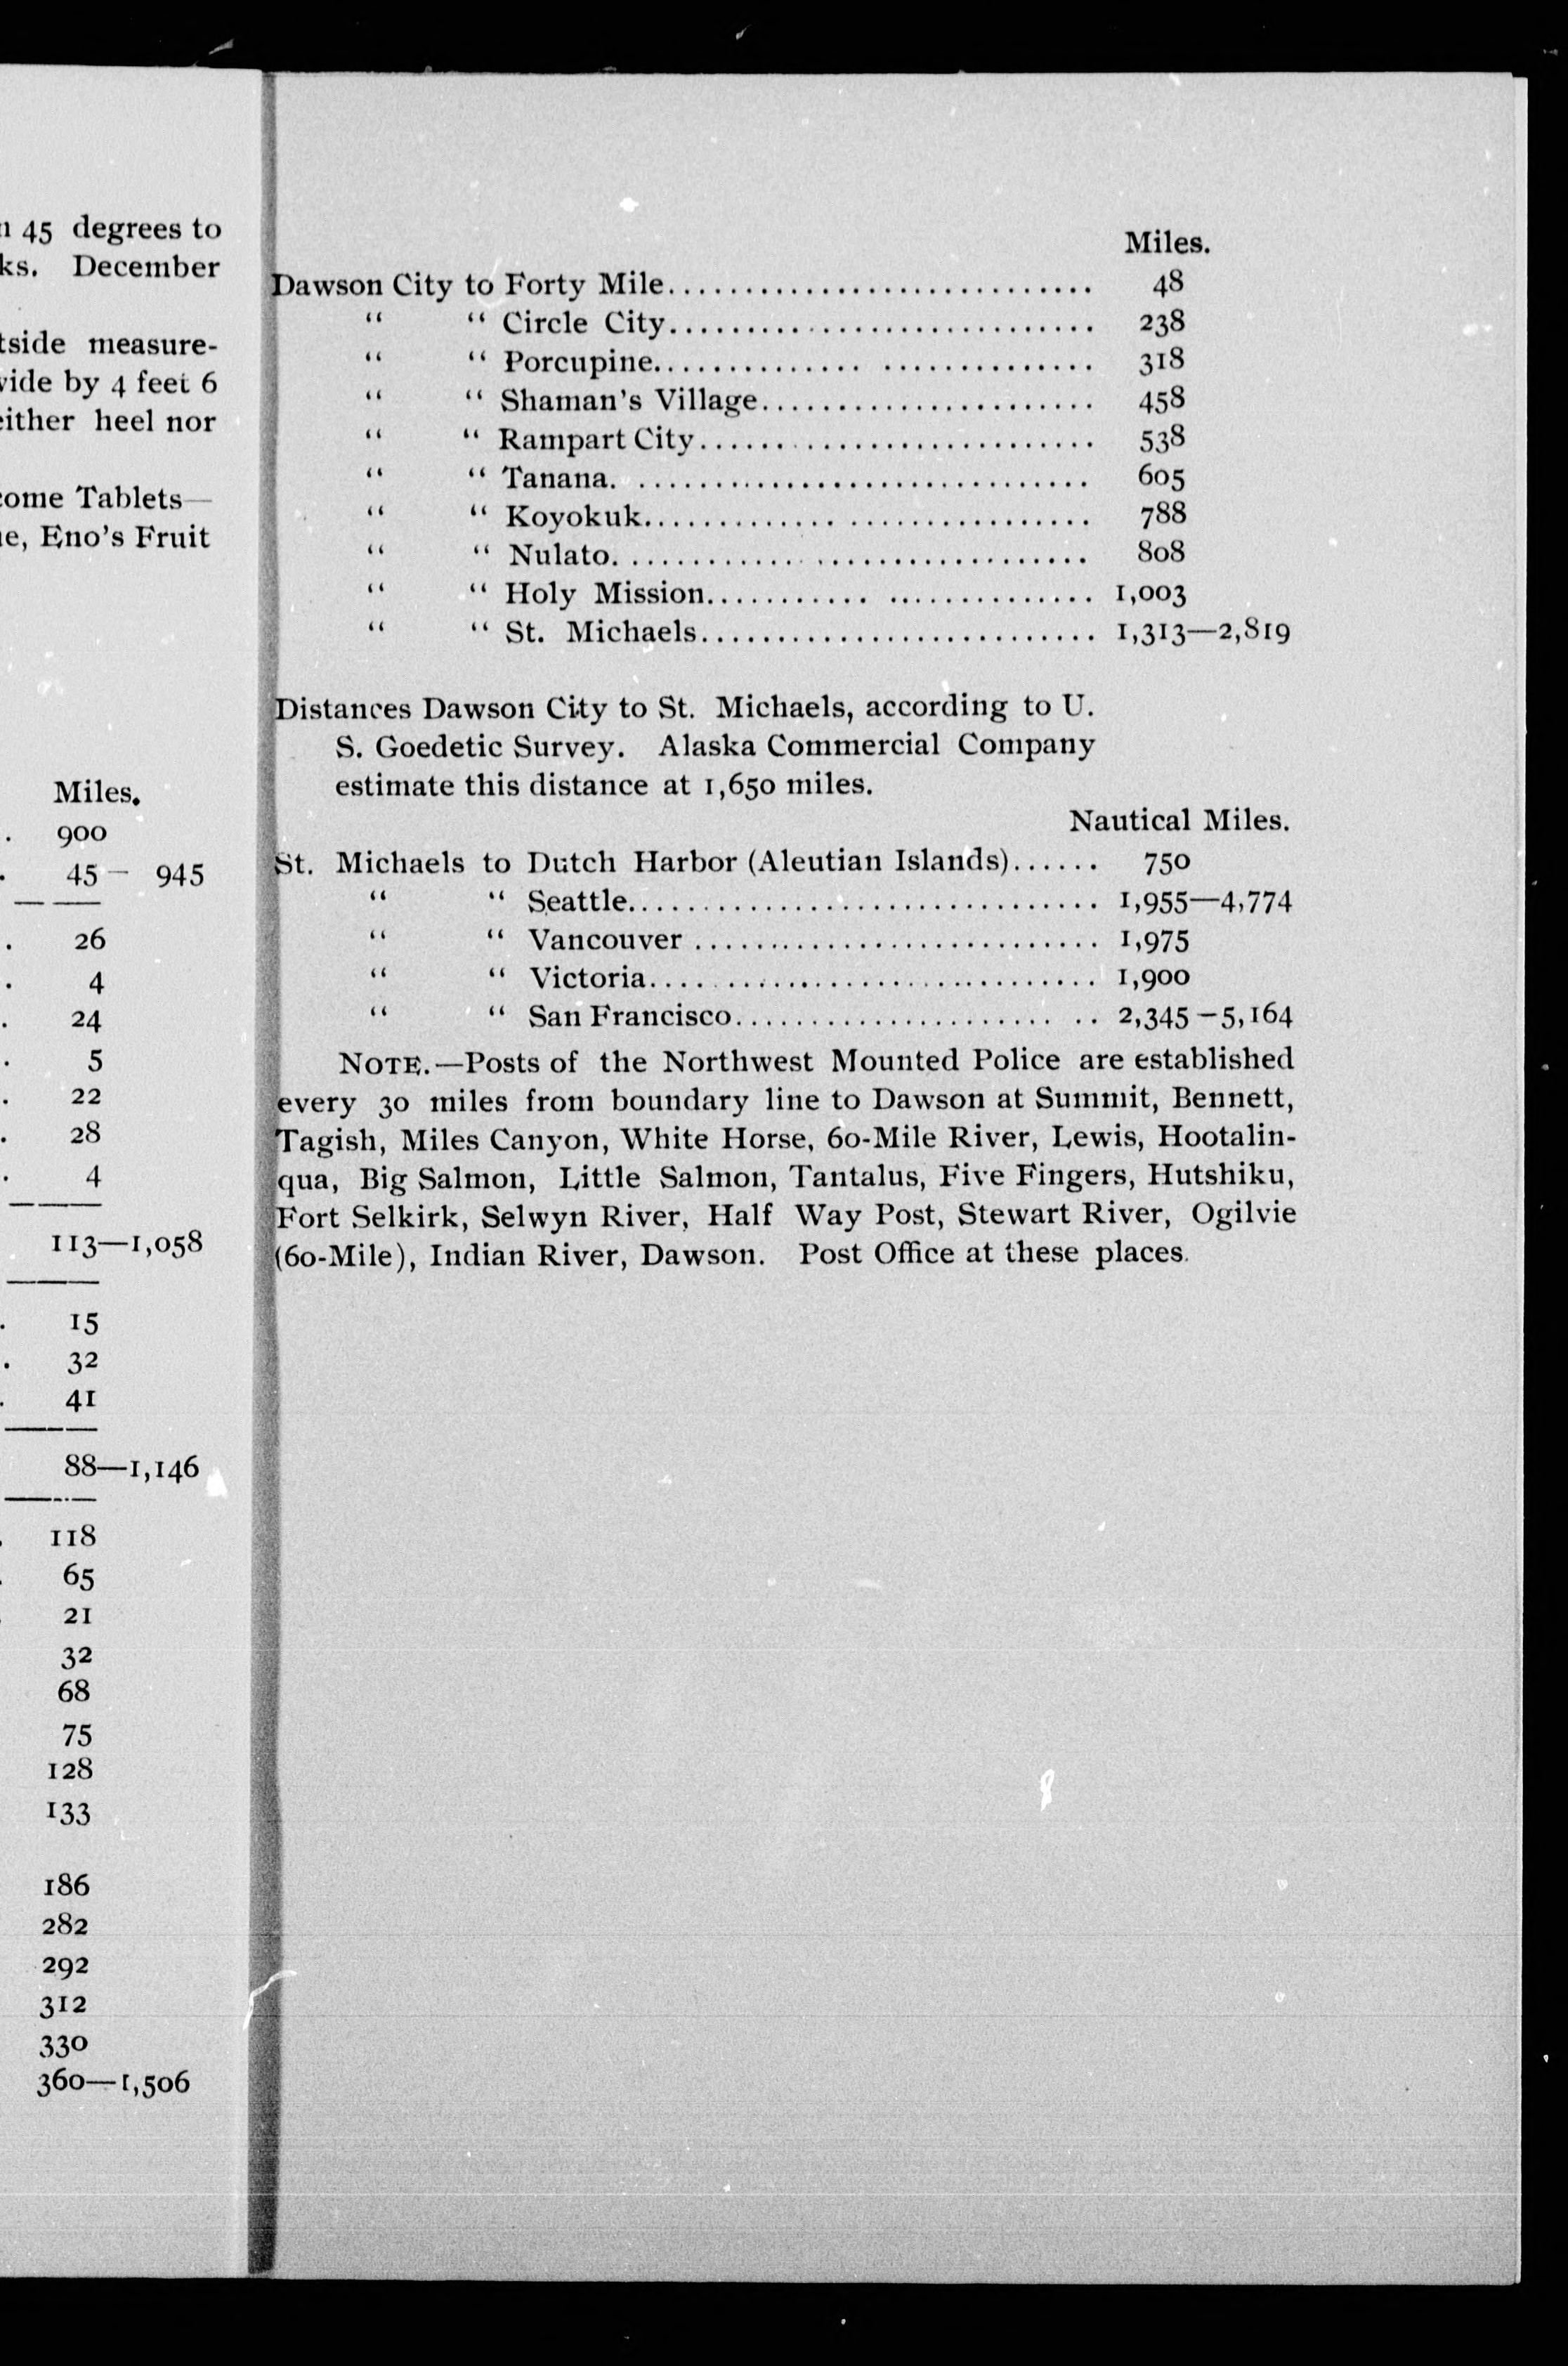 45 degrees to
December
measure-
by 4 feet 6
heel nor
Tablets—
Eno's Fruit
Miles.
. 900
. 45— 945
. 26
. 4
. 24
. 5
. 22
. 28
. 4
113—1,058
. 15
. 32
. 41
88—1,146
. 118
. 65
. 21
32
68
75
128
133
186
282
292
312
330
360—1,506
Miles.
Dawson City to Forty Mile............................ 48
“ “ Circle City............................ 238
“ “ Porcupine.............. .............. 318
“ “ Shaman's Village....................... 458
“ “ Rampart City.......................... 538
“ “ Tanana. .............................. 605
“ “ Koyokuk............. ................. 788
“ “ Nulato................................ 808
“ “ Holy Mission........... .............. 1,003
“ “ St. Michaels.......................... 1,313—2,819
Distances Dawson City to St. Michaels, according to U.
S. Goedetic Survey. Alaska Commercial Company
estimate this distance at 1,650 miles.
Nautical Miles.
St. Michaels to Dutch Harbor (Aleutian Islands)...... 750
“ “ Seattle............................... 1,955—4,774
“ “ Vancouver ........................... 1,975
“ “ Victoria.............................. 1,900
“ “ San Francisco..................... .. 2,345—5,164
NOTE.—Posts of the Northwest Mounted Police are established
every 30 miles from boundary line to Dawson at Summit, Bennett,
Tagish, Miles Canyon, White Horse, 60-Mile River, Lewis, Hootalin-
qua, Big Salmon, Little Salmon, Tantalus, Five Fingers, Hutshiku,
Fort Selkirk, Selwyn River, Half Way Post, Stewart River, Ogilvie
(60-Mile), Indian River, Dawson. Post Office at these places.